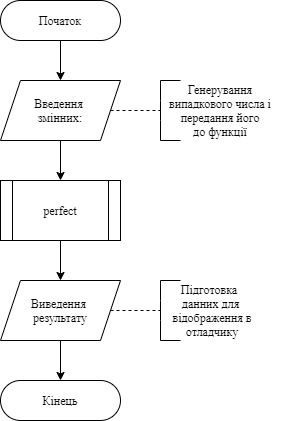 Початок
Введення
змінних:
Генерування
випадкового числа і
передання його
до функції
perfect
Виведення
результату
Підготовка
данних для
відображення в
отладчику
Кінець